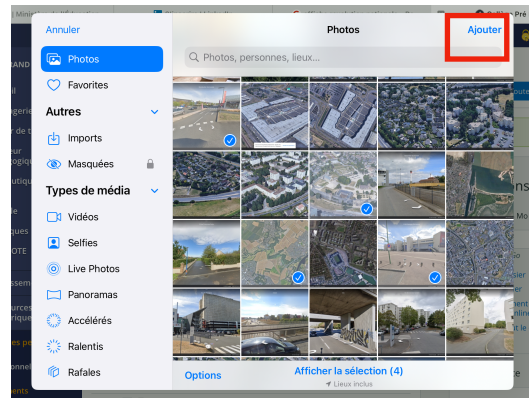 Annuler
Photos
Ajouter
Photos
Photos, personnes, lieux...
Favorites
Autres
Imports
Masquées
Types de média
Vidéos
Selfies
Live Photos
Panoramas
Accélérés
Ralentis
Rafales
Options
Afficher la sélection (4)
Lieux inclus